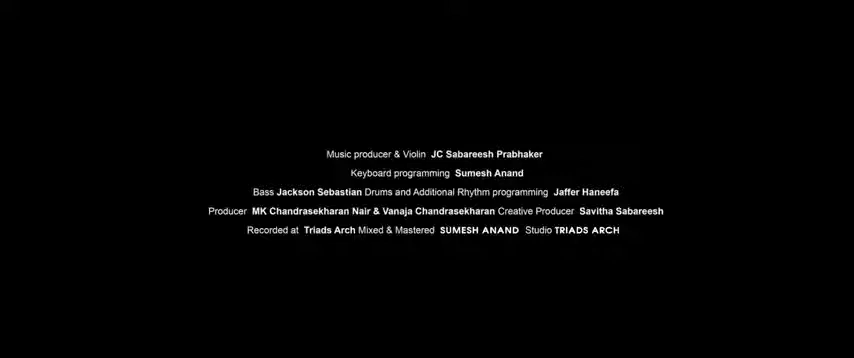 Music producer & Violin JC Sabareesh Prabhaker
Keyboard programming Sumesh Anand
Bass Jackson Sebastian Drums and Additional Rhythm programming Jaffer Haneefa
Producer MK Chandrasekharan Nair & Vanaja Chandrasekharan Creative Producer Savitha Sabareesh
Recorded at Triads Arch Mixed & Mastered SUMESH ANAND Studio TRIADS ARCH